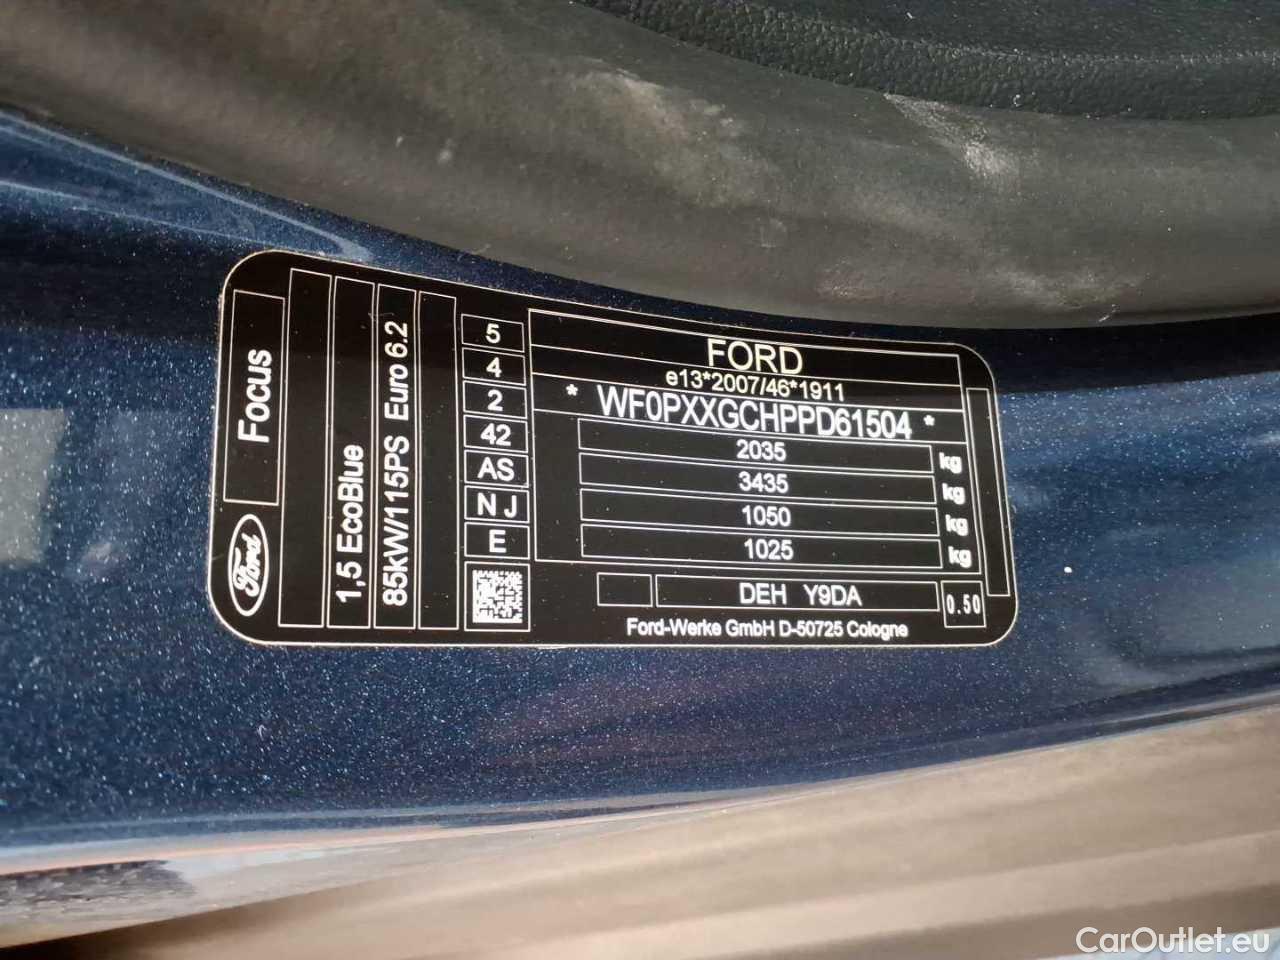 Focus
Ford
1,5 EcoBlue
85kW/115PS Euro 6.2
5
4
2
42
AS
N J
E
FORD
e13*2007/46*1911
* WF0PXXGCHPPD61504 *
2035 kg
3435 kg
1050 kg
1025 kg
DEH Y9DA
0.50
Ford-Werke GmbH D-50725 Cologne
CarOutlet.eu